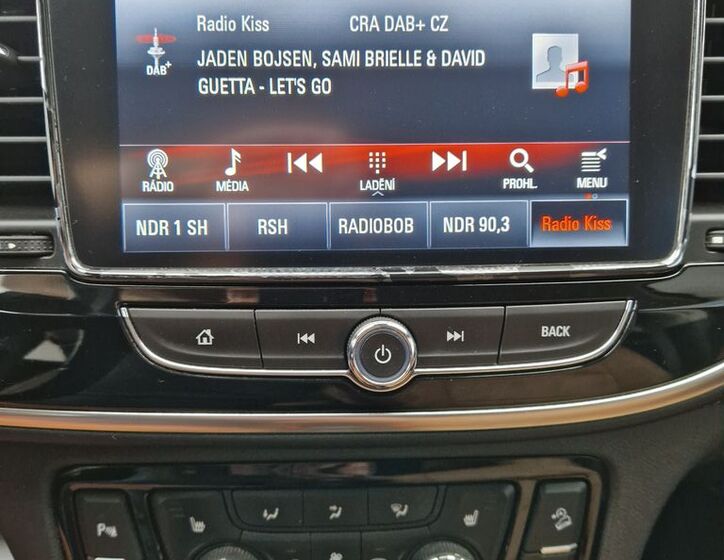 Radio Kiss CRA DAB+ CZ
DAB+
JADEN BOJSEN, SAMI BRIELLE & DAVID
GUETTA - LET'S GO
RÁDIO MÉDIA LADĚNÍ PROHL. MENU
NDR 1 SH RSH RADIOBOB NDR 90,3 Radio Kiss
BACK